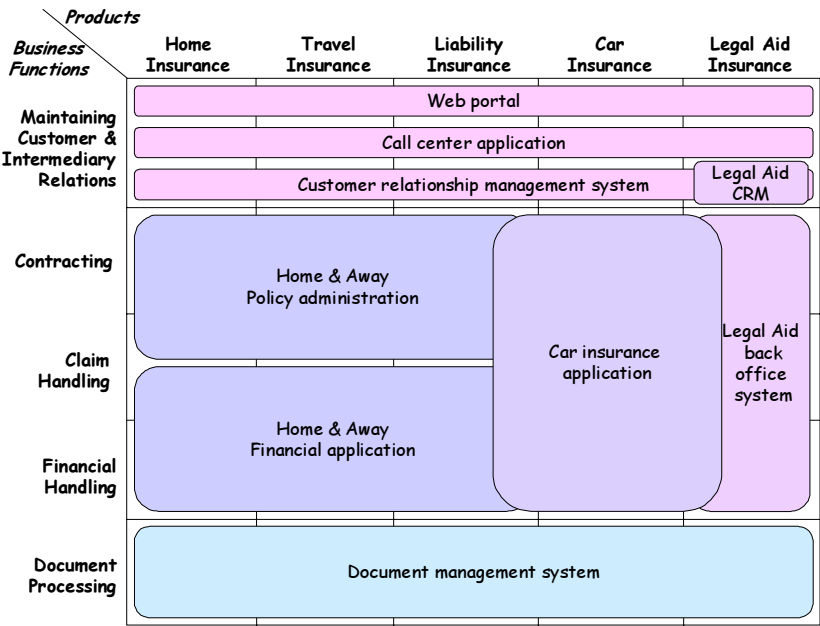 Products
Business
Functions
Home
Insurance
Travel
Insurance
Liability
Insurance
Car
Insurance
Legal Aid
Insurance
Maintaining
Customer &
Intermediary
Relations
Web portal
Call center application
Customer relationship management system
Legal Aid
CRM
Contracting
Home & Away
Policy administration
Claim
Handling
Car insurance
application
Legal Aid
back
office
system
Home & Away
Financial application
Financial
Handling
Document
Processing
Document management system